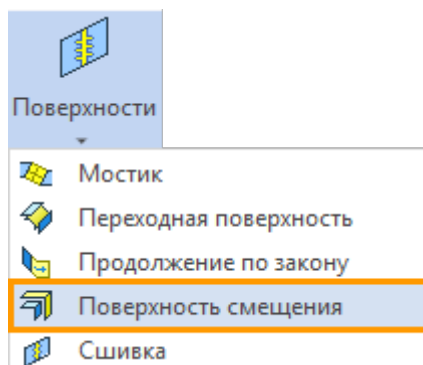 Поверхности
Мостик
Переходная поверхность
Продолжение по закону
Поверхность смещения
Сшивка